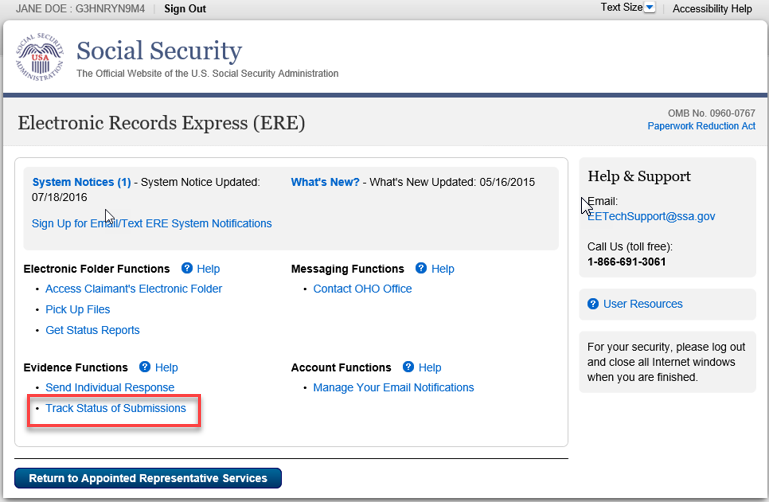 JANE DOE : G3HNRYN9M4 | Sign Out
Text Size | Accessibility Help
SOCIAL SECURITY ADMINISTRATION
USA
Social Security
The Official Website of the U.S. Social Security Administration
Electronic Records Express (ERE)
OMB No. 0960-0767
Paperwork Reduction Act
System Notices (1) - System Notice Updated:
07/18/2016
What's New? - What's New Updated: 05/16/2015
Sign Up for Email/Text ERE System Notifications
Electronic Folder Functions ? Help
• Access Claimant's Electronic Folder
• Pick Up Files
• Get Status Reports
Messaging Functions ? Help
• Contact OHO Office
Evidence Functions ? Help
• Send Individual Response
• Track Status of Submissions
Account Functions ? Help
• Manage Your Email Notifications
Return to Appointed Representative Services
Help & Support
Email:
EETechSupport@ssa.gov
Call Us (toll free):
1-866-691-3061
? User Resources
For your security, please log out
and close all Internet windows
when you are finished.